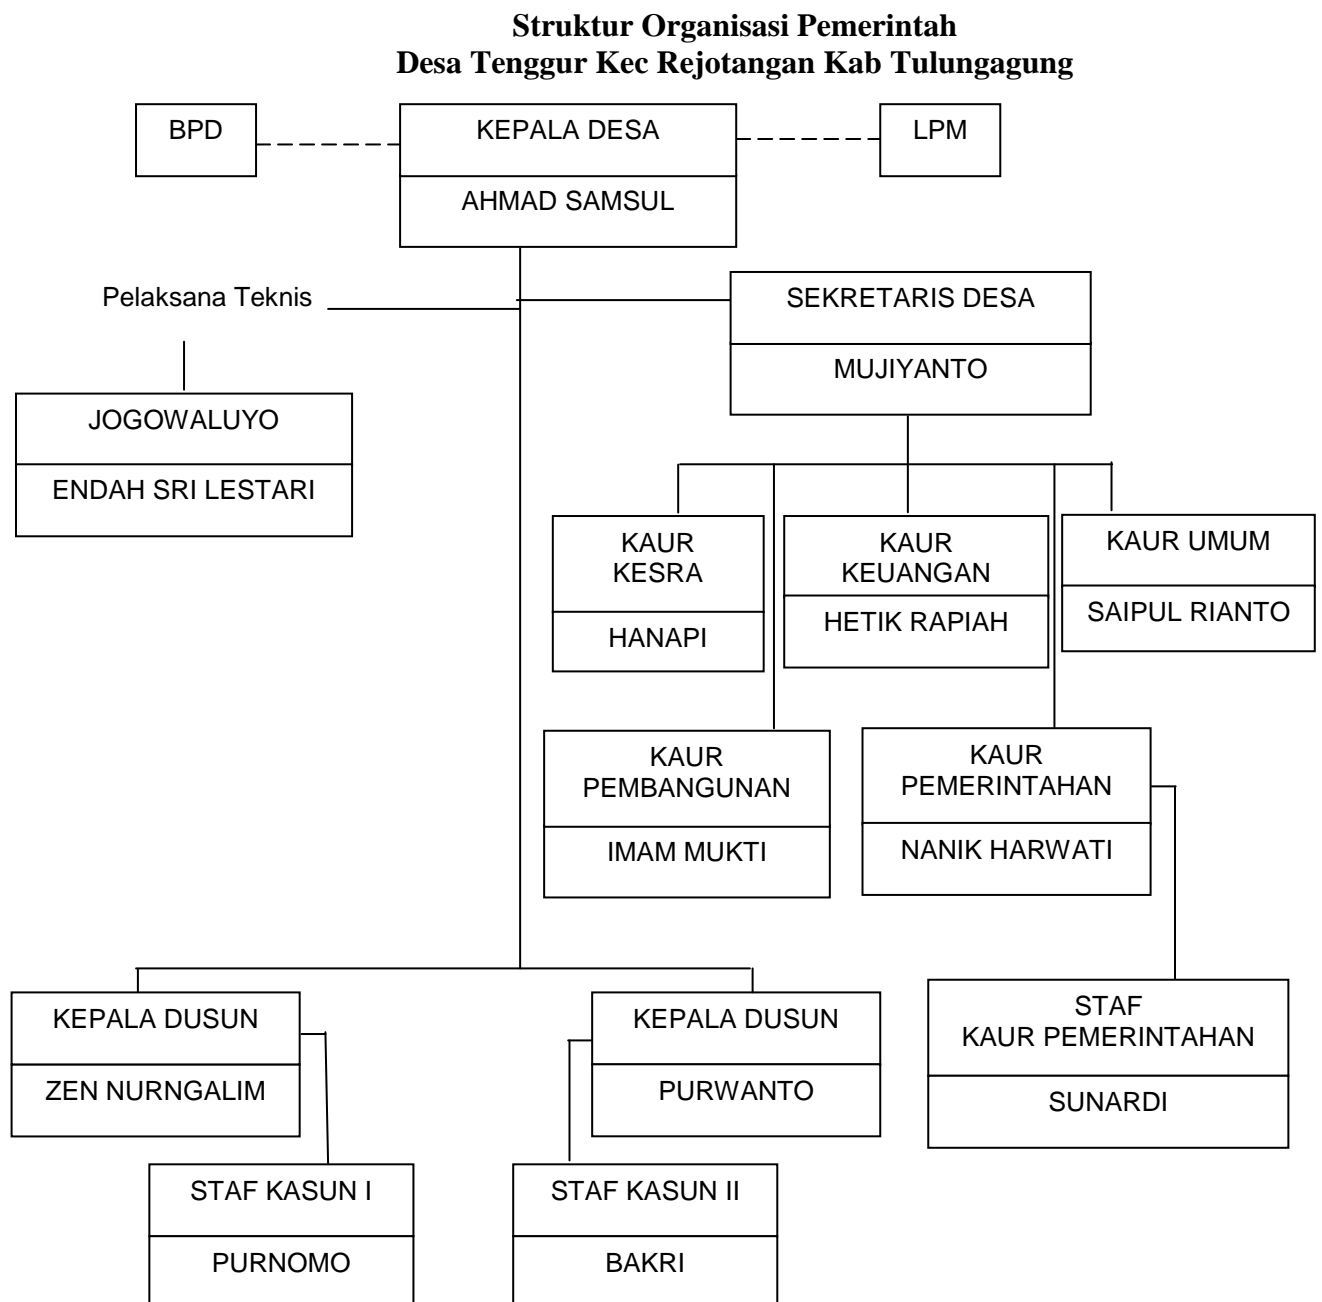 Struktur Organisasi Pemerintah
Desa Tenggur Kec Rejotangan Kab Tulungagung
BPD
KEPALA DESA
LPM
AHMAD SAMSUL
Pelaksana Teknis
SEKRETARIS DESA
MUJIYANTO
JOGOWALUYO
ENDAH SRI LESTARI
KAUR
KESRA
HANAPI
KAUR
KEUANGAN
HETIK RAPIAH
KAUR UMUM
SAIPUL RIANTO
KAUR
PEMBANGUNAN
IMAM MUKTI
KAUR
PEMERINTAHAN
NANIK HARWATI
KEPALA DUSUN
ZEN NURNGALIM
KEPALA DUSUN
PURWANTO
STAF
KAUR PEMERINTAHAN
SUNARDI
STAF KASUN I
PURNOMO
STAF KASUN II
BAKRI